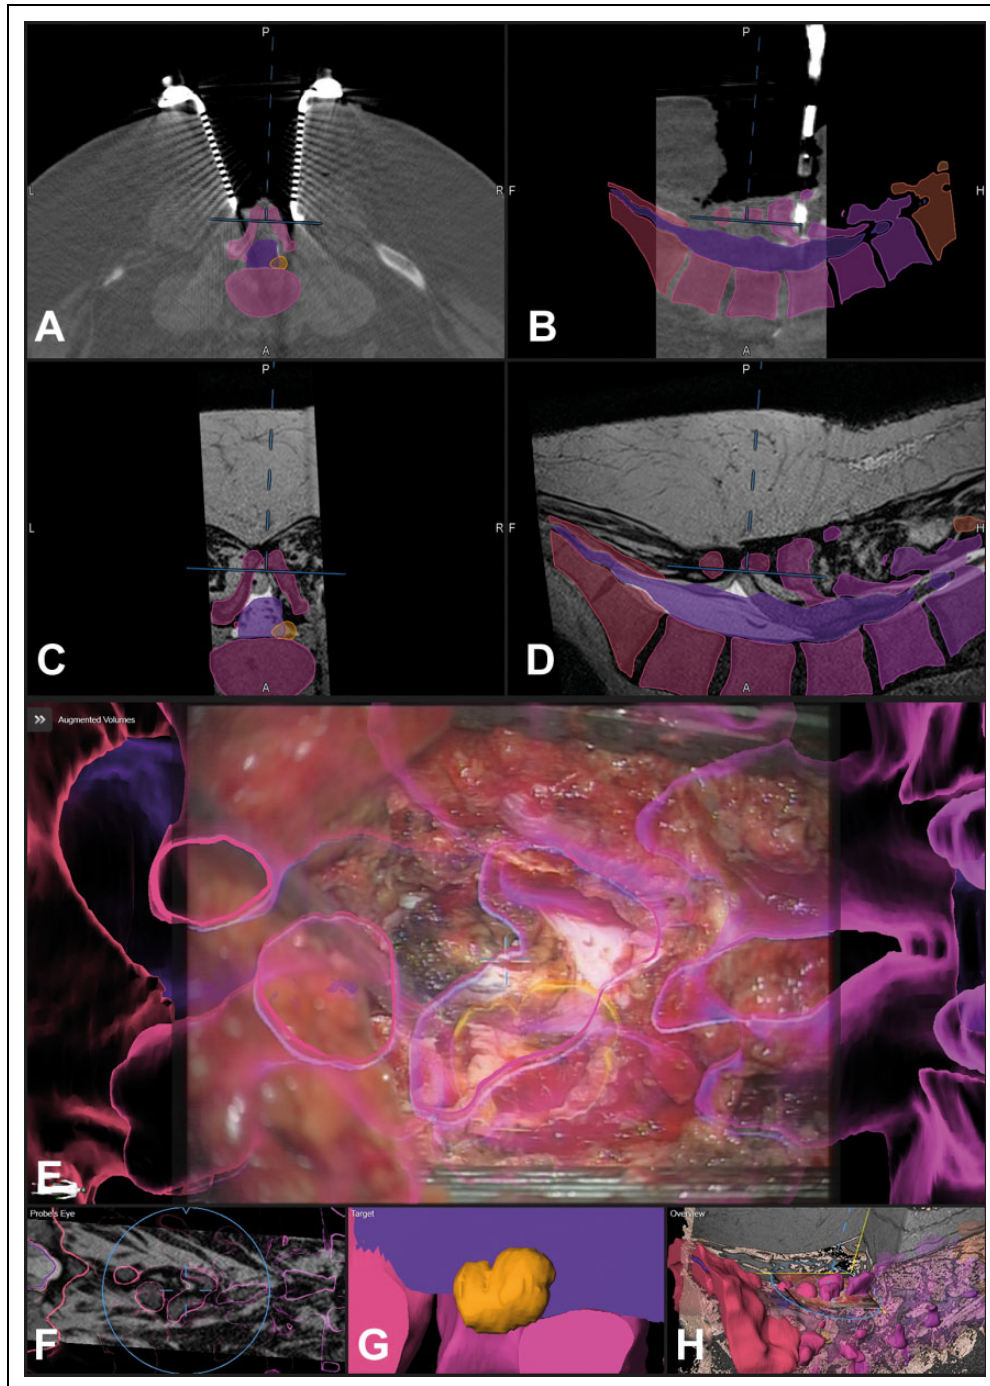 P
P
L
R
F
H
A
B
A
A
P
P
L
R
F
H
C
D
A
A
» Augmented Volumes
E
Probe's Eye
Target
Overview
F
G
H